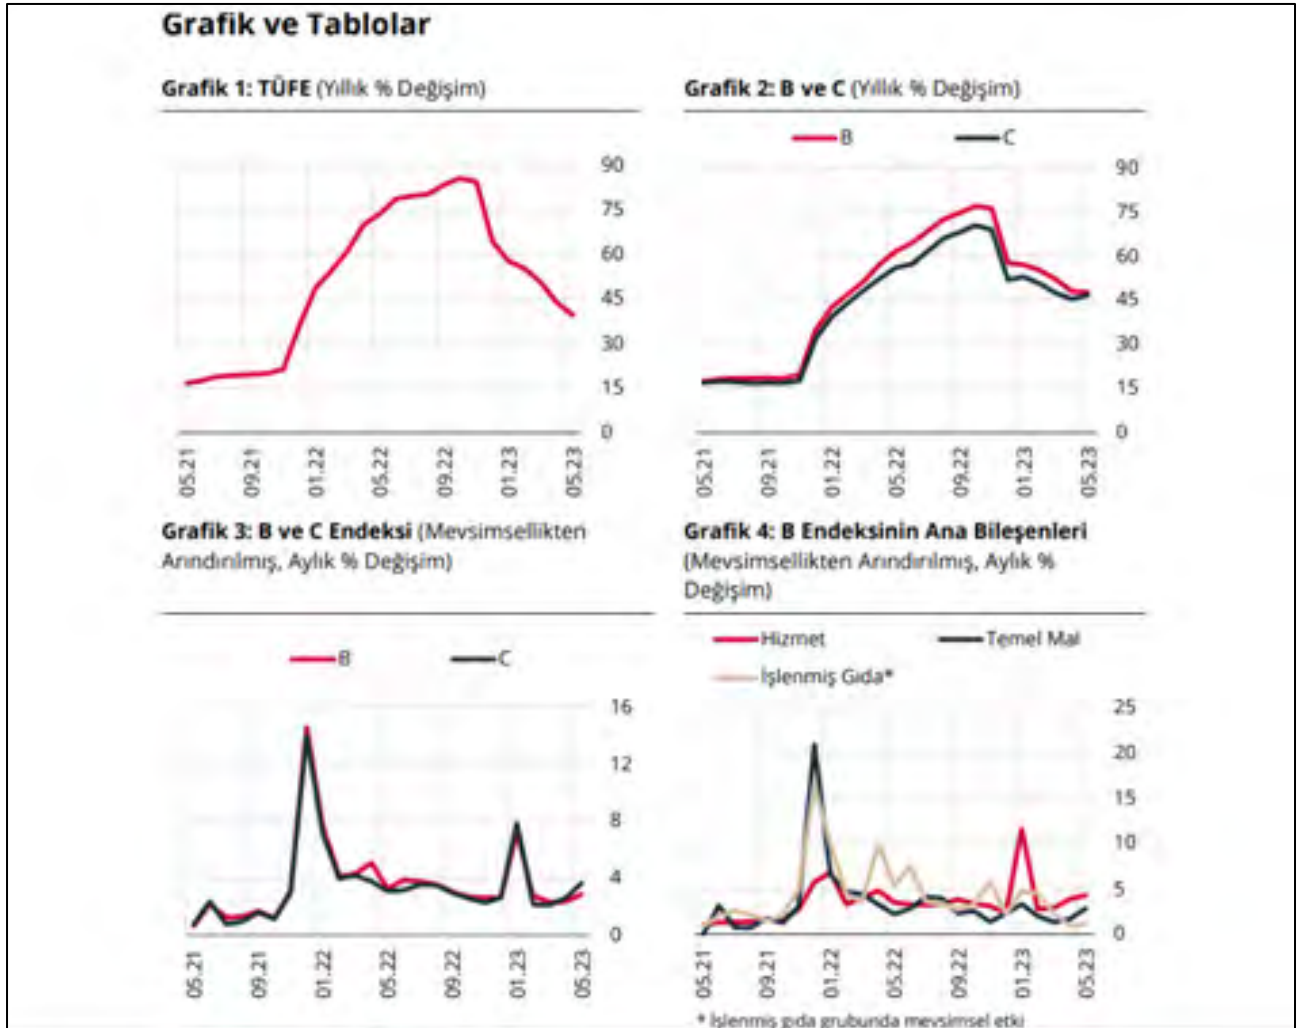 Grafik ve Tablolar
Grafik 1: TÜFE (Yıllık % Değişim)
90
75
60
45
30
15
0
05.21 09.21 01.22 05.22 09.22 01.23 05.23
Grafik 2: B ve C (Yıllık % Değişim)
B C
90
75
60
45
30
15
0
05.21 09.21 01.22 05.22 09.22 01.23 05.23
Grafik 3: B ve C Endeksi (Mevsimsellikten
Arındırılmış, Aylık % Değişim)
B C
16
12
8
4
0
05.21 09.21 01.22 05.22 09.22 01.23 05.23
Grafik 4: B Endeksinin Ana Bileşenleri
(Mevsimsellikten Arındırılmış, Aylık %
Değişim)
Hizmet Temel Mal
İşlenmiş Gıda*
25
20
15
10
5
0
05.21 09.21 01.22 05.22 09.22 01.23 05.23
* İşlenmiş gıda grubunda mevsimsel etki